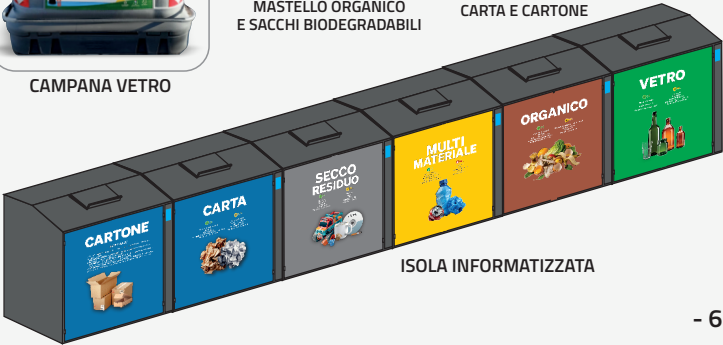 MASTELLO ORGANICO
E SACCHI BIODEGRADABILI
CARTA E CARTONE
CAMPANA VETRO
CARTONE
CARTA
SECCO
RESIDUO
MULTI
MATERIALE
ORGANICO
VETRO
ISOLA INFORMATIZZATA
- 6